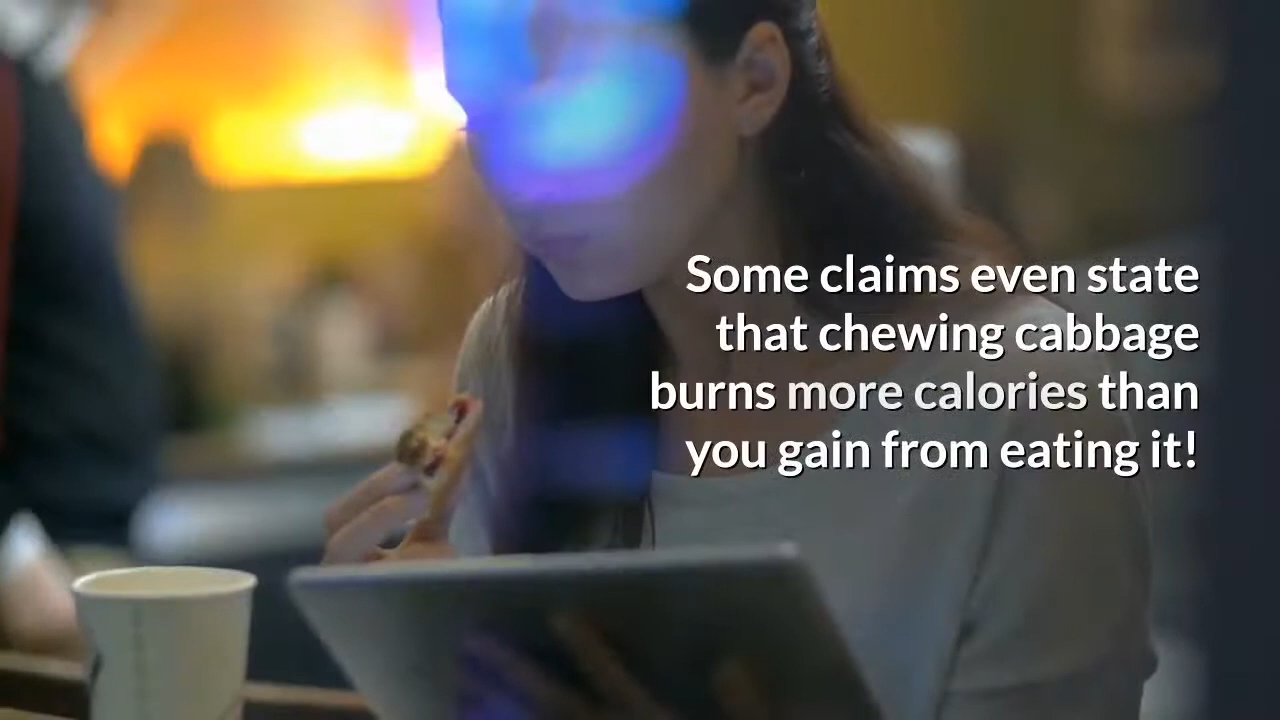 Some claims even state
that chewing cabbage
burns more calories than
you gain from eating it!